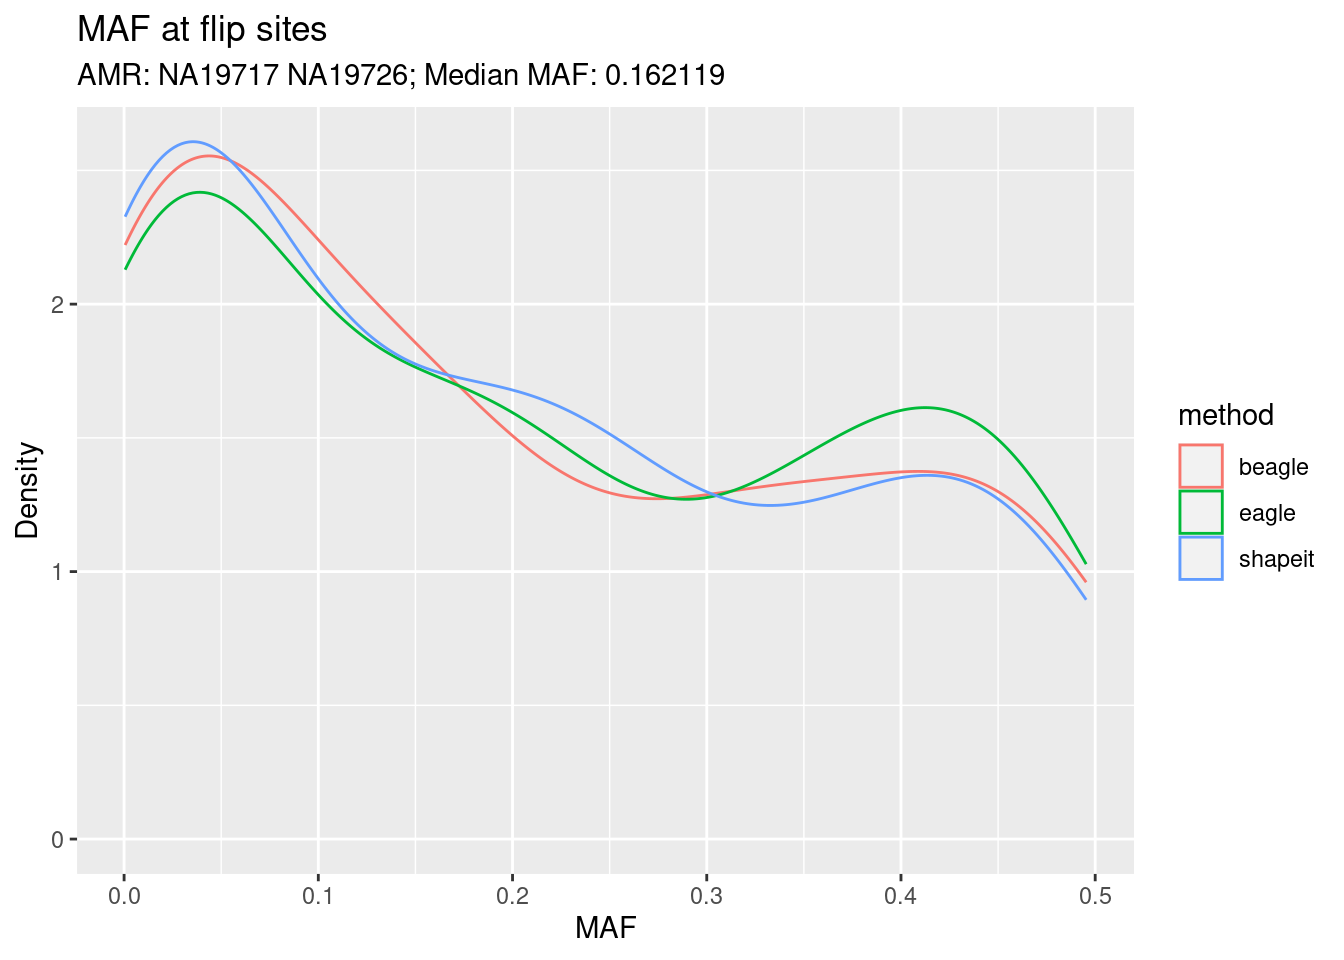 MAF at flip sites
AMR: NA19717 NA19726; Median MAF: 0.162119
Density
2
1
0
0.0
0.1
0.2
0.3
0.4
0.5
MAF
method
beagle
eagle
shapeit